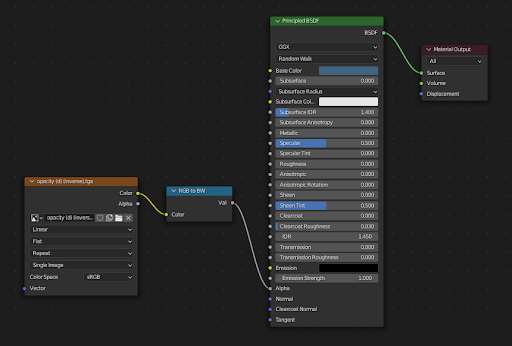 Principled BSDF
BSDF
GGX
Random Walk
Base Color
Subsurface 0.000
Subsurface Radius
Subsurface Col...
Subsurface IOR 1.400
Subsurface Anisotropy 0.000
Metallic 0.000
Specular 0.500
Specular Tint 0.000
Roughness 0.000
Anisotropic 0.000
Anisotropic Rotation 0.000
Sheen 0.000
Sheen Tint 0.500
Clearcoat 0.000
Clearcoat Roughness 0.030
IOR 1.450
Transmission 0.000
Transmission Roughness 0.000
Emission
Emission Strength 1.000
Alpha
Normal
Clearcoat Normal
Tangent
Material Output
All
Surface
Volume
Displacement
opacity (d) (inverse).tga
Color
Alpha
opacity (d) (invers...
Linear
Flat
Repeat
Single Image
Color Space sRGB
Vector
RGB to BW
Val
Color